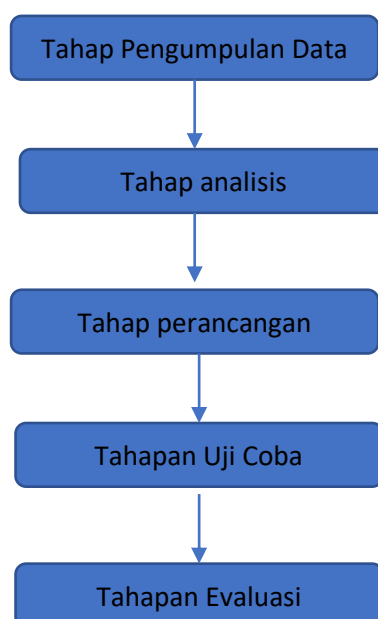 Tahap Pengumpulan Data
Tahap analisis
Tahap perancangan
Tahapan Uji Coba
Tahapan Evaluasi